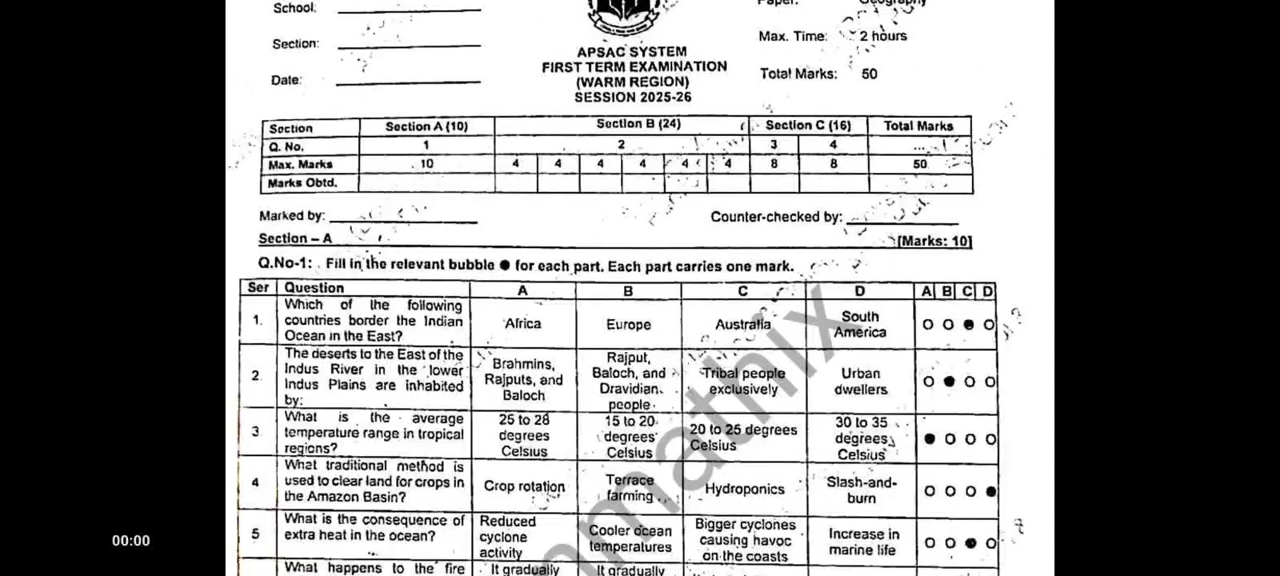 School:
Paper: Geography
Section:
Max. Time: 2 hours
Date:
Total Marks: 50
APSAC SYSTEM
FIRST TERM EXAMINATION
(WARM REGION)
SESSION 2025-26
Section Section A (10) Section B (24) Section C (16) Total Marks
Q. No. 1 2 3 4 ...
Max. Marks 10 4 4 4 4 4 4 8 8 50
Marks Obtd.
Marked by: Counter-checked by:
Section – A [Marks: 10]
Q.No-1: Fill in the relevant bubble ● for each part. Each part carries one mark.
Ser Question A B C D A B C D
1. Which of the following
countries border the Indian
Ocean in the East?
Africa
Europe
Australia
South
America
2. The deserts to the East of the
Indus River in the lower
Indus Plains are inhabited
by:
Brahmins,
Rajputs, and
Baloch
Rajput,
Baloch, and
Dravidian
people
Tribal people
exclusively
Urban
dwellers
3 What is the average
temperature range in tropical
regions?
25 to 28
degrees
Celsius
15 to 20
degrees
Celsius
20 to 25 degrees
Celsius
30 to 35
degrees
Celsius
4 What traditional method is
used to clear land for crops in
the Amazon Basin?
Crop rotation
Terrace
farming
Hydroponics
Slash-and-
burn
5 What is the consequence of
extra heat in the ocean?
Reduced
cyclone
activity
Cooler ocean
temperatures
Bigger cyclones
causing havoc
on the coasts
Increase in
marine life
What happens to the fire
It gradually
It gradually
00:00